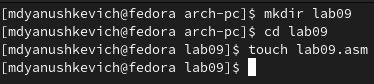 [mdyanushkevich@fedora arch-pc]$ mkdir lab09
[mdyanushkevich@fedora arch-pc]$ cd lab09
[mdyanushkevich@fedora lab09]$ touch lab09.asm
[mdyanushkevich@fedora lab09]$